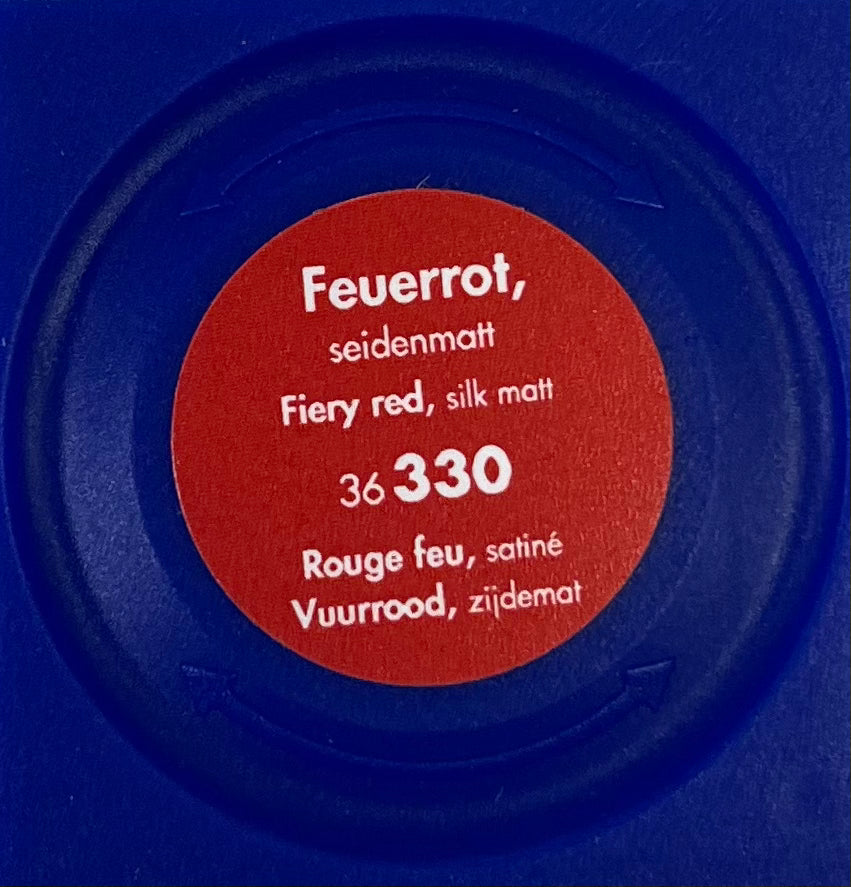 Feuerrot,
seidenmatt
Fiery red, silk matt
36 330
Rouge feu, satiné
Vuurrood, zijdemat